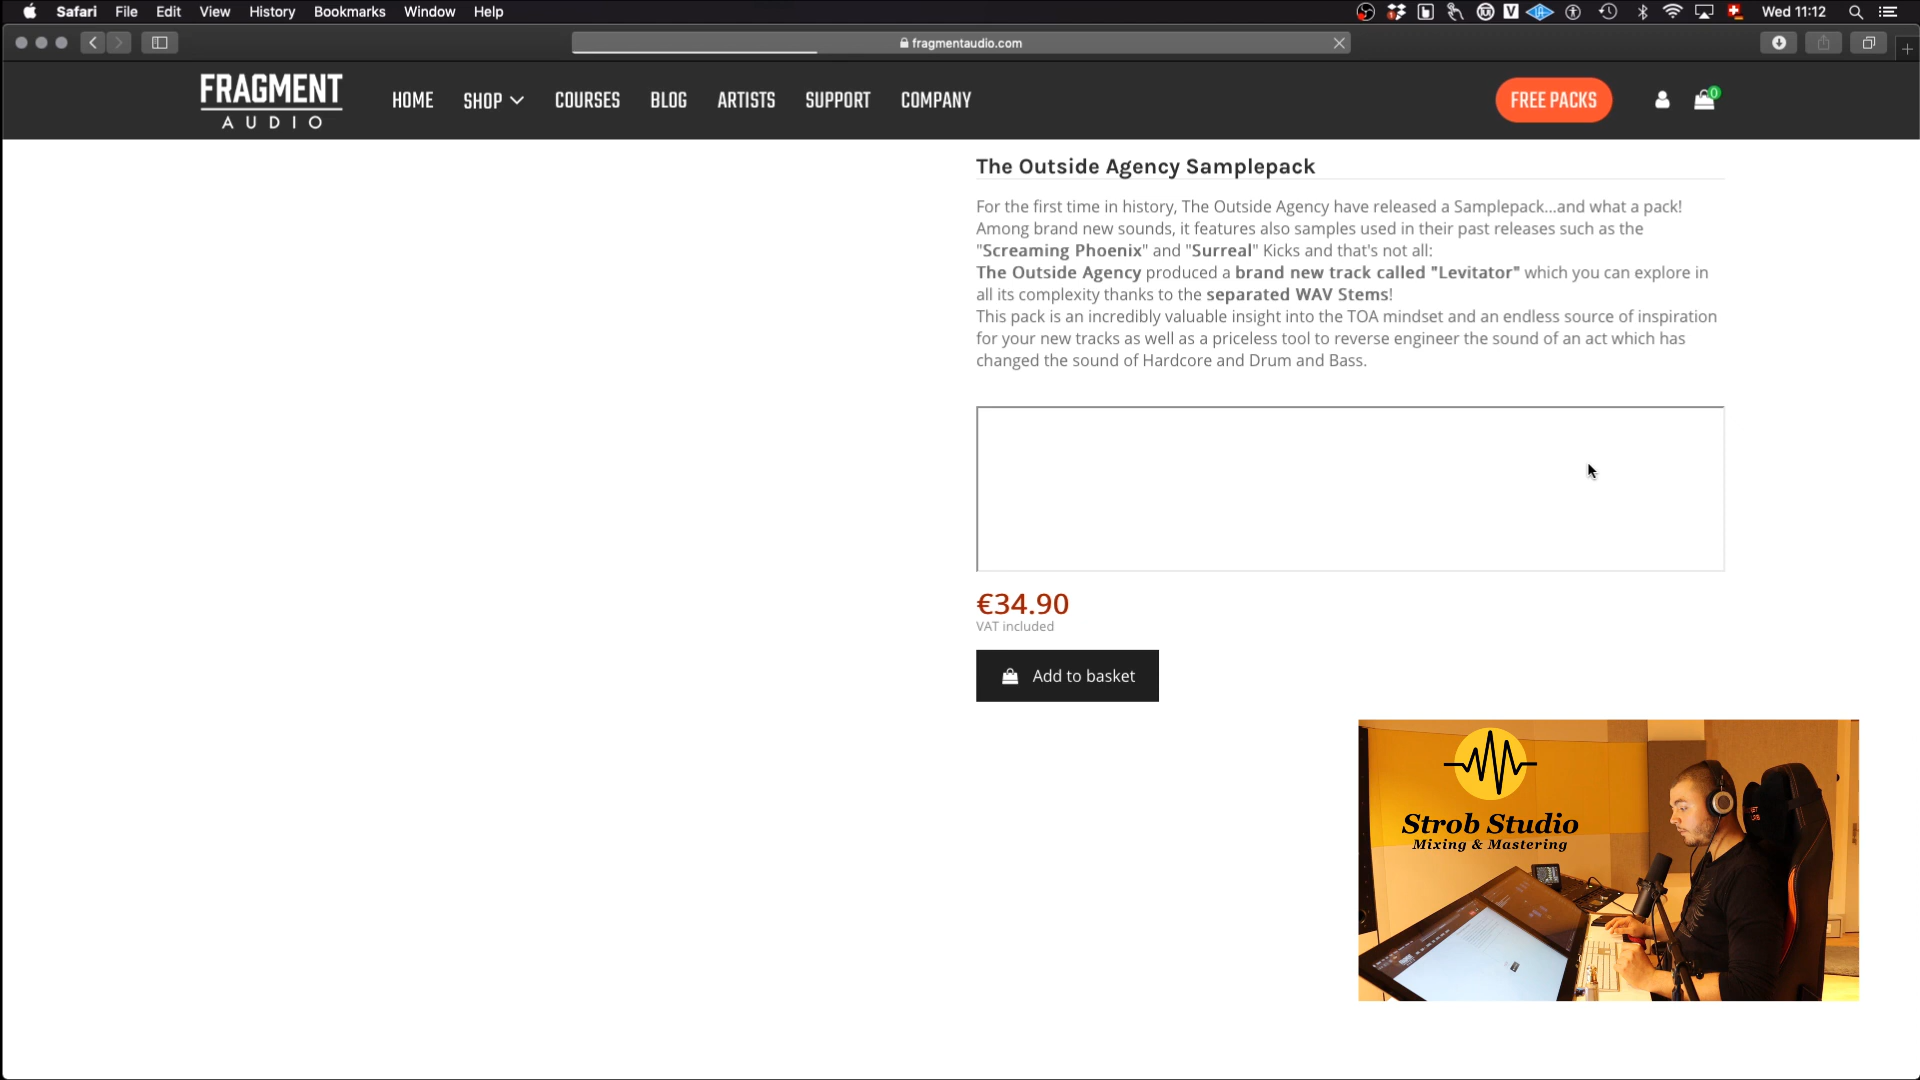 Safari File Edit View History Bookmarks Window Help
Wed 11:12
fragmentaudio.com
FRAGMENT
AUDIO
HOME SHOP COURSES BLOG ARTISTS SUPPORT COMPANY
FREE PACKS
0
The Outside Agency Samplepack
For the first time in history, The Outside Agency have released a Samplepack...and what a pack!
Among brand new sounds, it features also samples used in their past releases such as the
"Screaming Phoenix" and "Surreal" Kicks and that's not all:
The Outside Agency produced a brand new track called "Levitator" which you can explore in
all its complexity thanks to the separated WAV Stems!
This pack is an incredibly valuable insight into the TOA mindset and an endless source of inspiration
for your new tracks as well as a priceless tool to reverse engineer the sound of an act which has
changed the sound of Hardcore and Drum and Bass.
€34.90
VAT included
Add to basket
Strob Studio
Mixing & Mastering